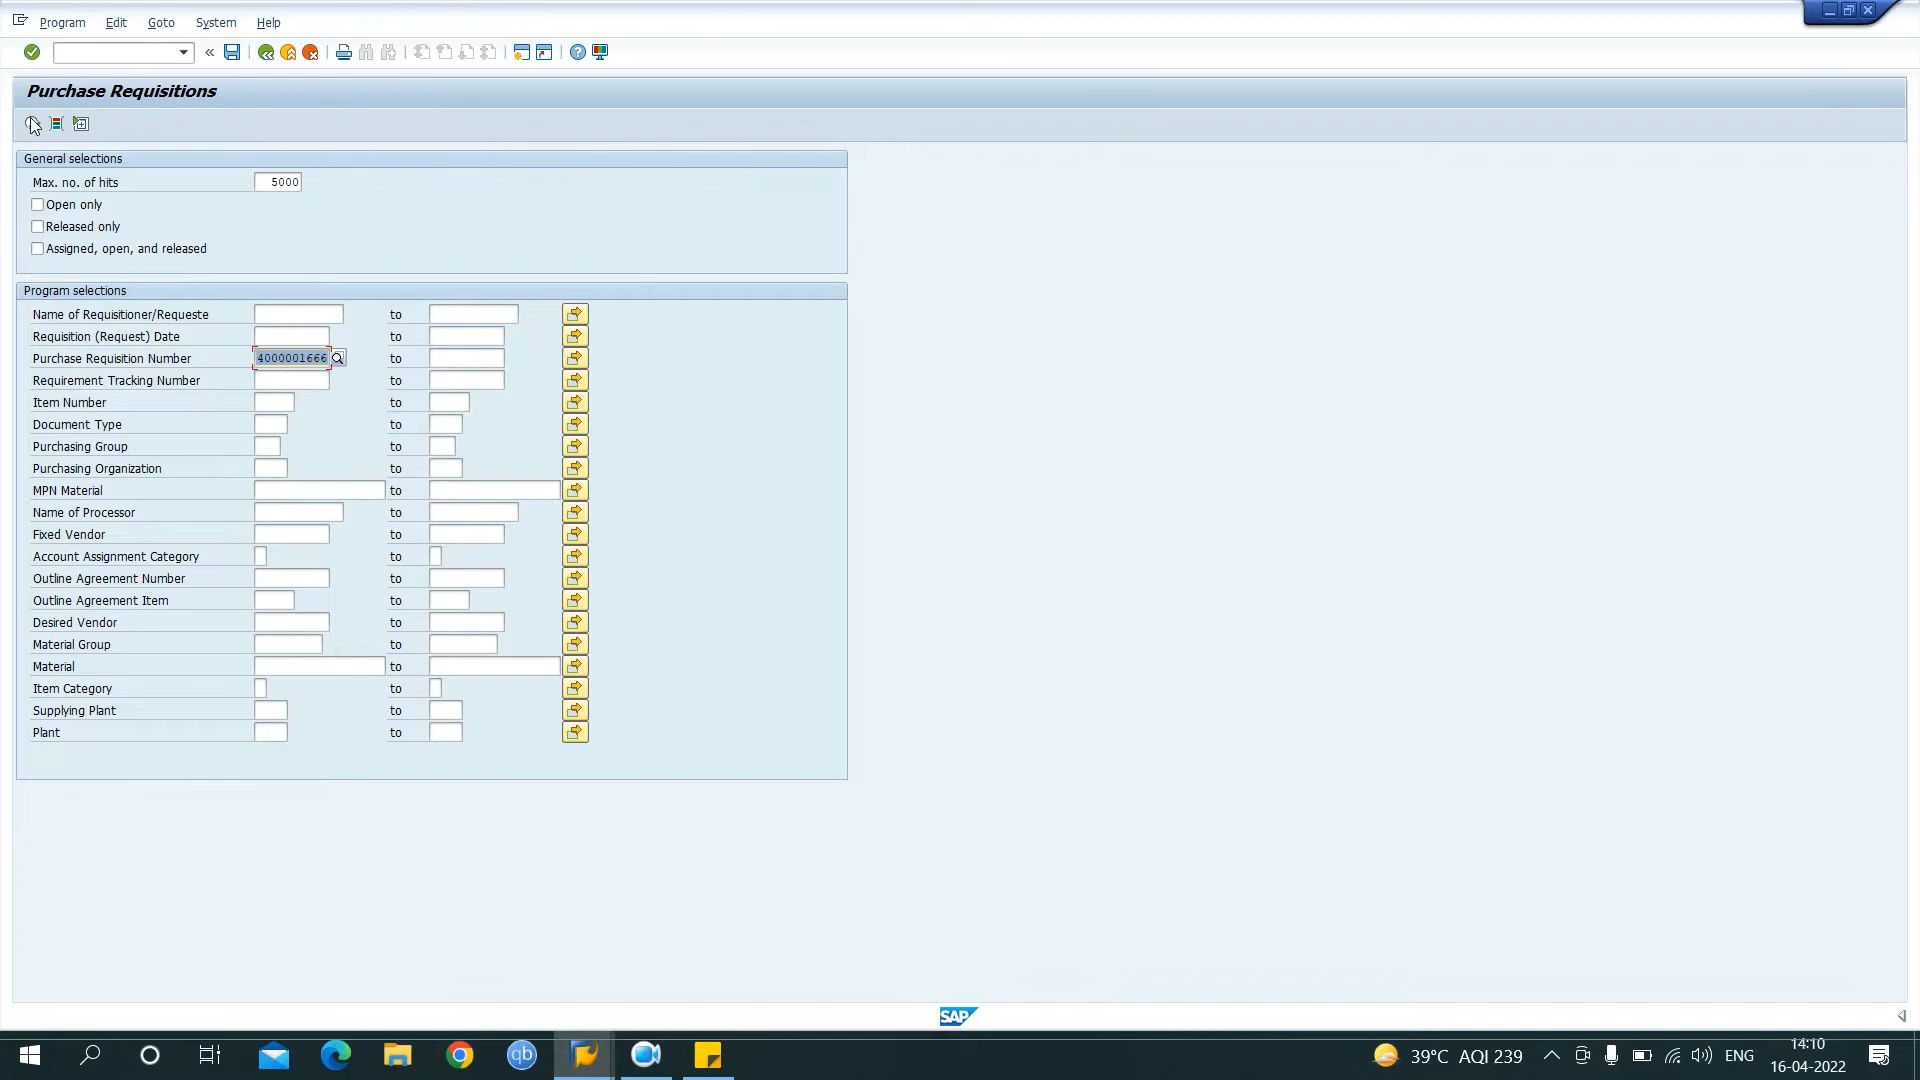 Program Edit Goto System Help
Purchase Requisitions
General selections
Max. no. of hits 5000
Open only
Released only
Assigned, open, and released
Program selections
Name of Requisitioner/Requeste to
Requisition (Request) Date to
Purchase Requisition Number 4000001666 to
Requirement Tracking Number to
Item Number to
Document Type to
Purchasing Group to
Purchasing Organization to
MPN Material to
Name of Processor to
Fixed Vendor to
Account Assignment Category to
Outline Agreement Number to
Outline Agreement Item to
Desired Vendor to
Material Group to
Material to
Item Category to
Supplying Plant to
Plant to
SAP
qb 39°C AQI 239 ENG 14:10
16-04-2022